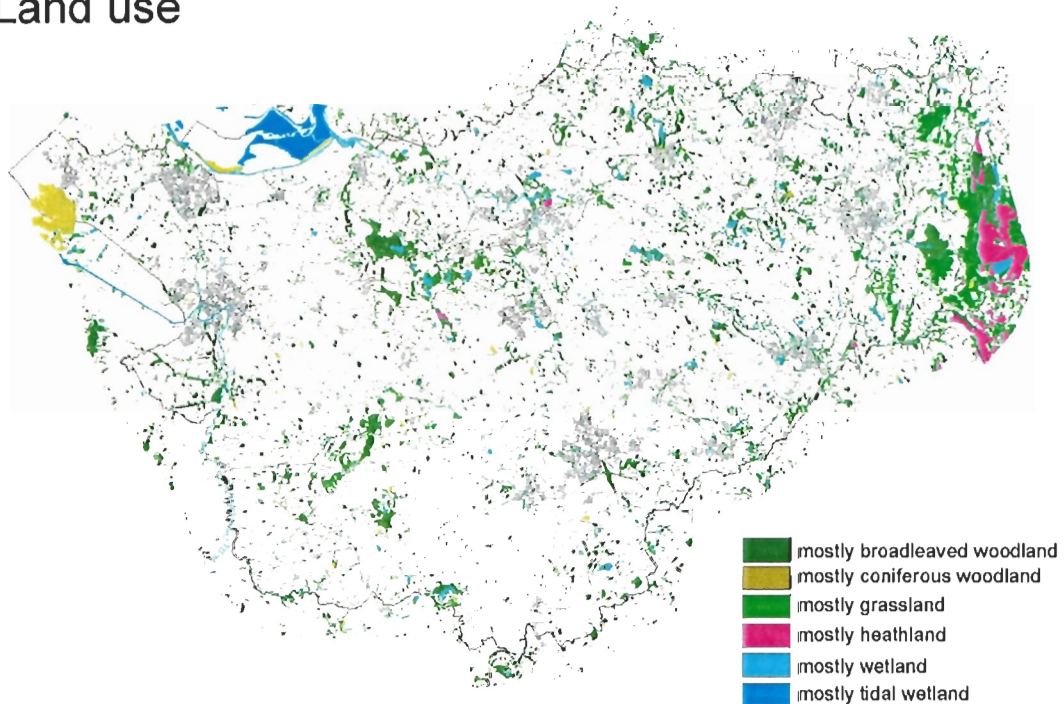 Land use
mostly broadleaved woodland
mostly coniferous woodland
mostly grassland
mostly heathland
mostly wetland
mostly tidal wetland